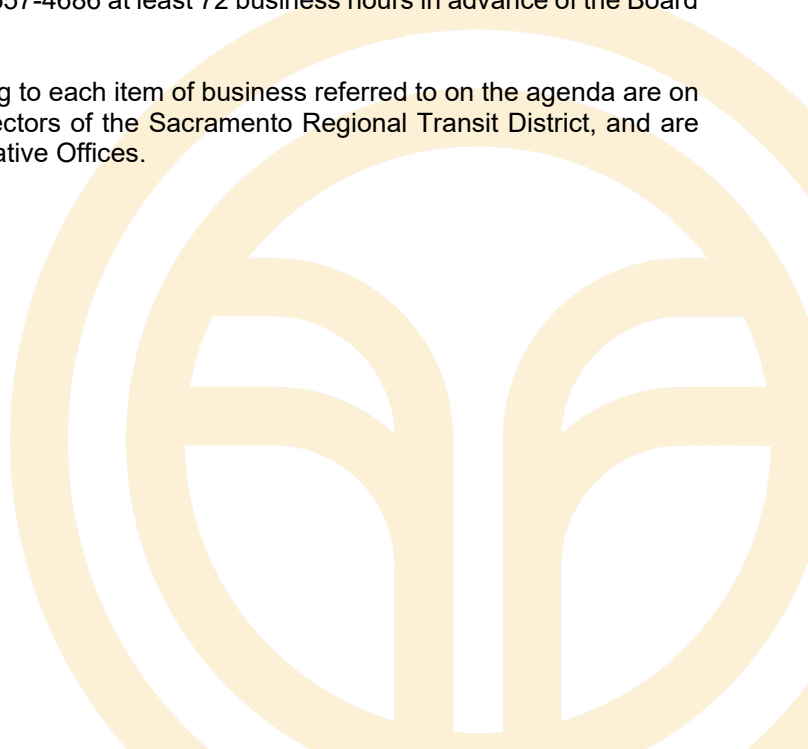 557-4686 at least 72 business hours in advance of the Board
g to each item of business referred to on the agenda are on
ectors of the Sacramento Regional Transit District, and are
ative Offices.